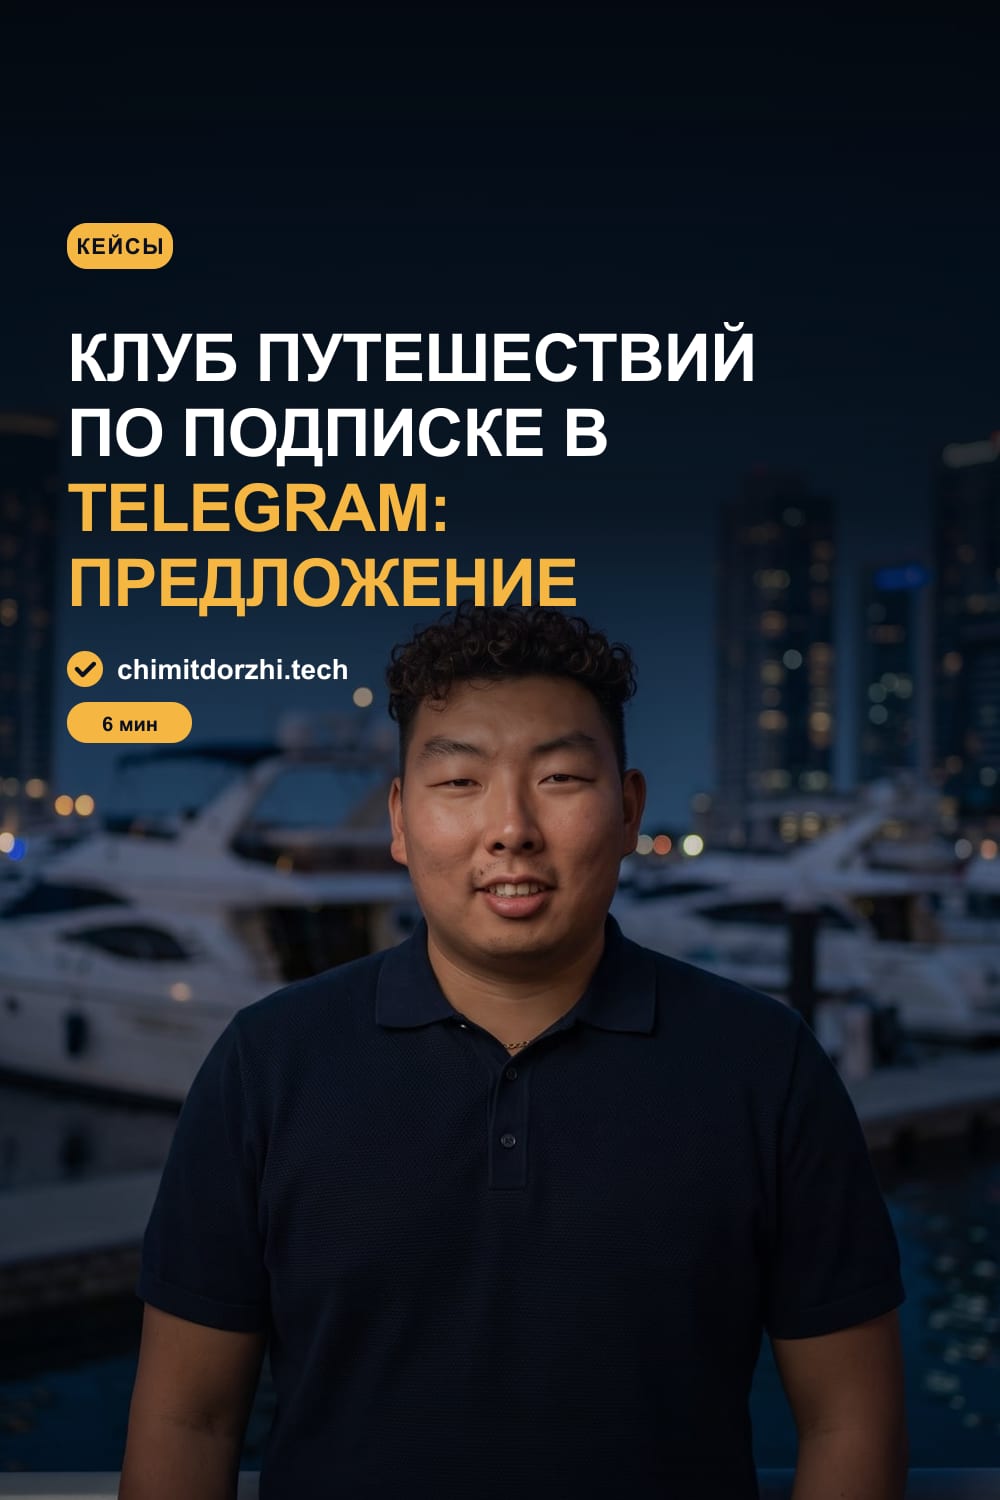 КЕЙСЫ
КЛУБ ПУТЕШЕСТВИЙ
ПО ПОДПИСКЕ В
TELEGRAM:
ПРЕДЛОЖЕНИЕ
chimitdorzhi.tech
6 мин